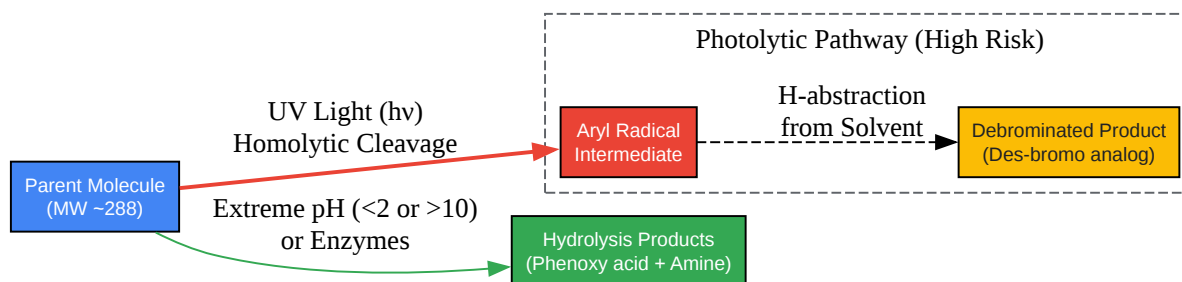 Photolytic Pathway (High Risk)
UV Light (hν)
Homolytic Cleavage
H-abstraction
from Solvent
Aryl Radical
Intermediate
Debrominated Product
(Des-bromo analog)
Parent Molecule
(MW ~288)
Extreme pH (<2 or >10)
or Enzymes
Hydrolysis Products
(Phenoxy acid + Amine)